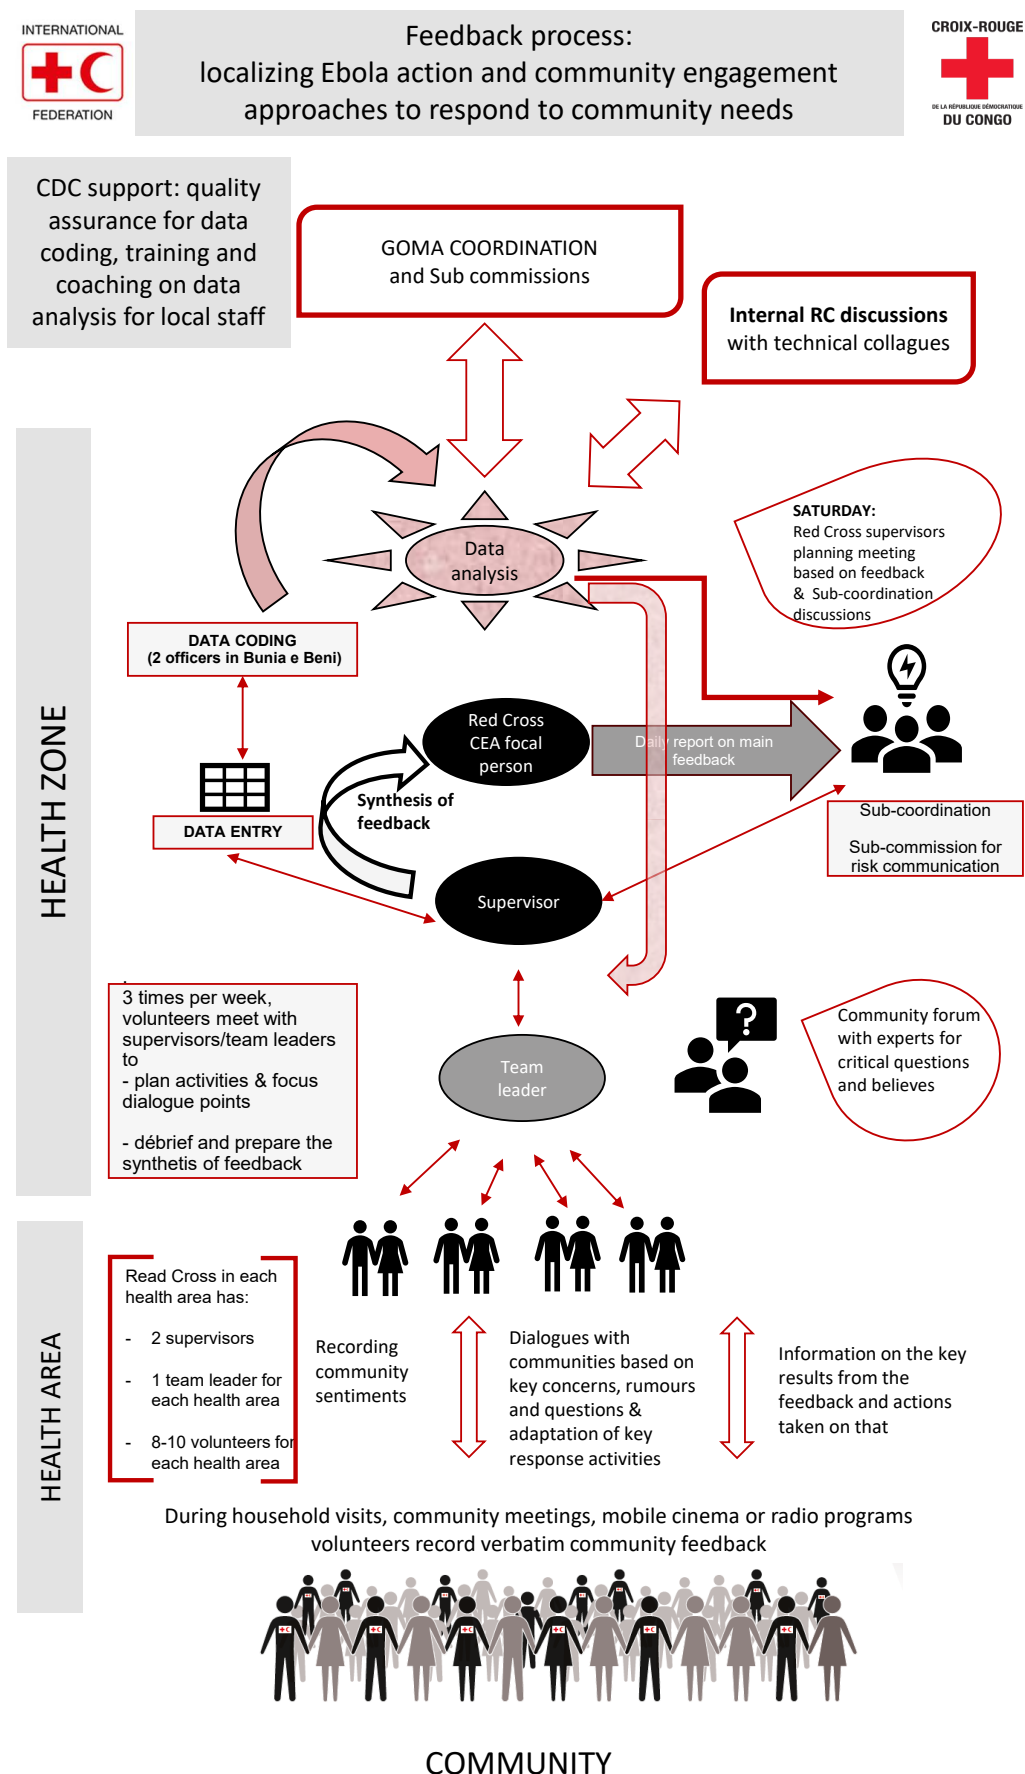 INTERNATIONAL
FEDERATION
Feedback process:
localizing Ebola action and community engagement
approaches to respond to community needs
CROIX-ROUGE
DE LA RÉPUBLIQUE DÉMOCRATIQUE
DU CONGO
CDC support: quality
assurance for data
coding, training and
coaching on data
analysis for local staff
GOMA COORDINATION
and Sub commissions
Internal RC discussions
with technical collagues
HEALTH ZONE
SATURDAY:
Red Cross supervisors
planning meeting
based on feedback
& Sub-coordination
discussions
Data
analysis
DATA CODING
(2 officers in Bunia e Beni)
Red Cross
CEA focal
person
Daily report on main
feedback
Synthesis of
feedback
DATA ENTRY
Sub-coordination
Sub-commission for
risk communication
Supervisor
3 times per week,
volunteers meet with
supervisors/team leaders
to
- plan activities & focus
dialogue points
- débrief and prepare the
synthetis of feedback
Team
leader
?
Community forum
with experts for
critical questions
and believes
HEALTH AREA
Read Cross in each
health area has:
- 2 supervisors
- 1 team leader for
each health area
- 8-10 volunteers for
each health area
Recording
community
sentiments
Dialogues with
communities based on
key concerns, rumours
and questions &
adaptation of key
response activities
Information on the key
results from the
feedback and actions
taken on that
During household visits, community meetings, mobile cinema or radio programs
volunteers record verbatim community feedback
COMMUNITY